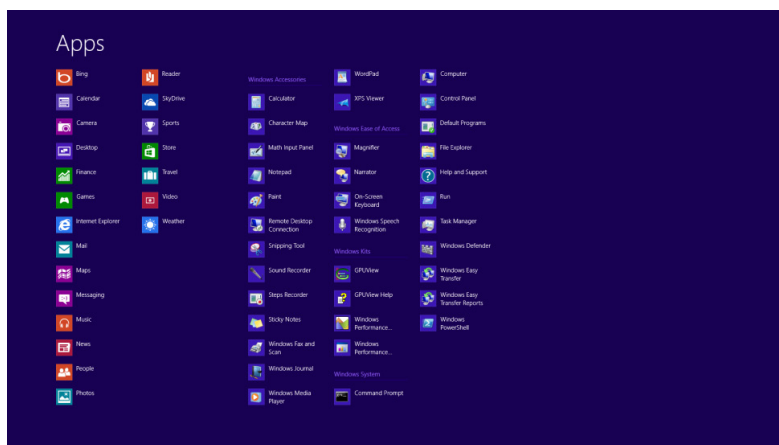 Apps
Bing
Calendar
Camera
Desktop
Finance
Games
Internet Explorer
Mail
Maps
Messaging
Music
News
People
Photos
Reader
SkyDrive
Sports
Store
Travel
Video
Weather
Windows Accessories
Calculator
Character Map
Math Input Panel
Notepad
Paint
Remote Desktop
Connection
Snipping Tool
Sound Recorder
Steps Recorder
Sticky Notes
Windows Fax and
Scan
Windows Journal
Windows Media
Player
WordPad
XPS Viewer
Windows Ease of Access
Magnifier
Narrator
On-Screen
Keyboard
Windows Speech
Recognition
Windows Kits
GPUView
GPUView Help
Windows
Performance...
Windows
Performance...
Windows System
Command Prompt
Computer
Control Panel
Default Programs
File Explorer
Help and Support
Run
Task Manager
Windows Defender
Windows Easy
Transfer
Windows Easy
Transfer Reports
Windows
PowerShell